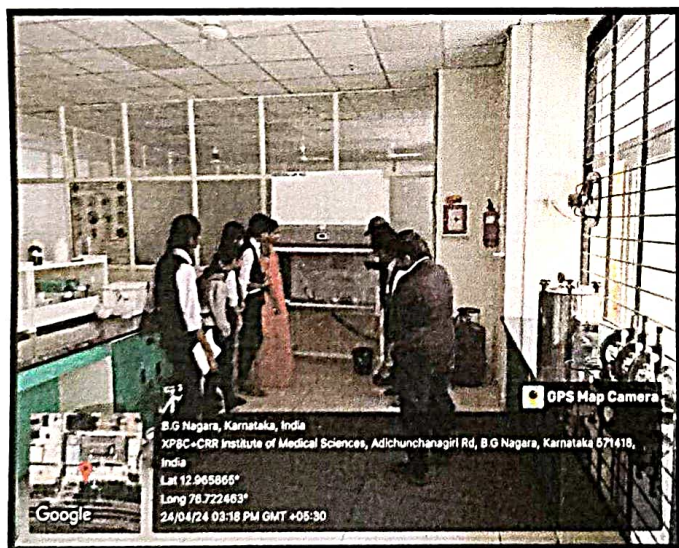 GPS Map Camera
B.G Nagara, Karnataka, India
XP8C+CRR Institute of Medical Sciences, Adichunchanagiri Rd, B.G Nagara, Karnataka 571418,
India
Lat 12.965865°
Long 76.722463°
24/04/24 03:18 PM GMT +05:30
Google